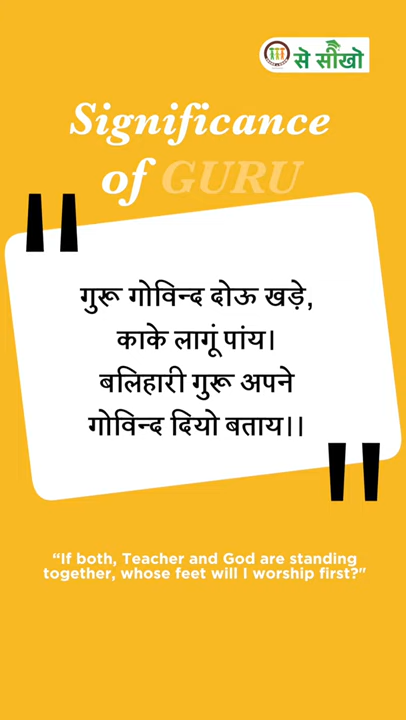 से सीखो
Significance
of GURU
गुरू गोविन्द दोऊ खड़े,
काके लागूं पांय।
बलिहारी गुरू अपने
गोविन्द दियो बताय।।
“If both, Teacher and God are standing
together, whose feet will I worship first?"